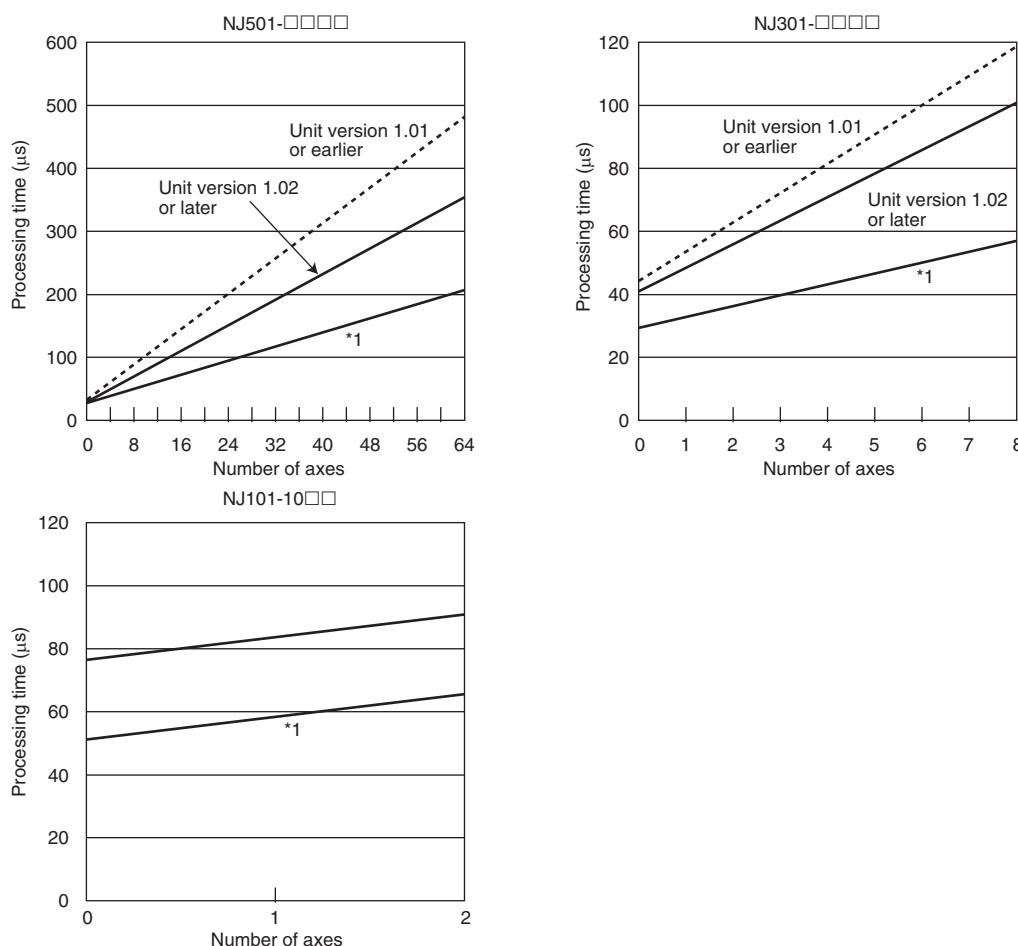 NJ501-□□□□
600
500
400
300
200
100
0
Processing time (μs)
Unit version 1.01
or earlier
Unit version 1.02
or later
*1
0 8 16 24 32 40 48 56 64
Number of axes
NJ301-□□□□
120
100
80
60
40
20
0
Processing time (μs)
Unit version 1.01
or earlier
Unit version 1.02
or later
*1
0 1 2 3 4 5 6 7 8
Number of axes
NJ101-10□□
120
100
80
60
40
20
0
Processing time (μs)
*1
0 1 2
Number of axes